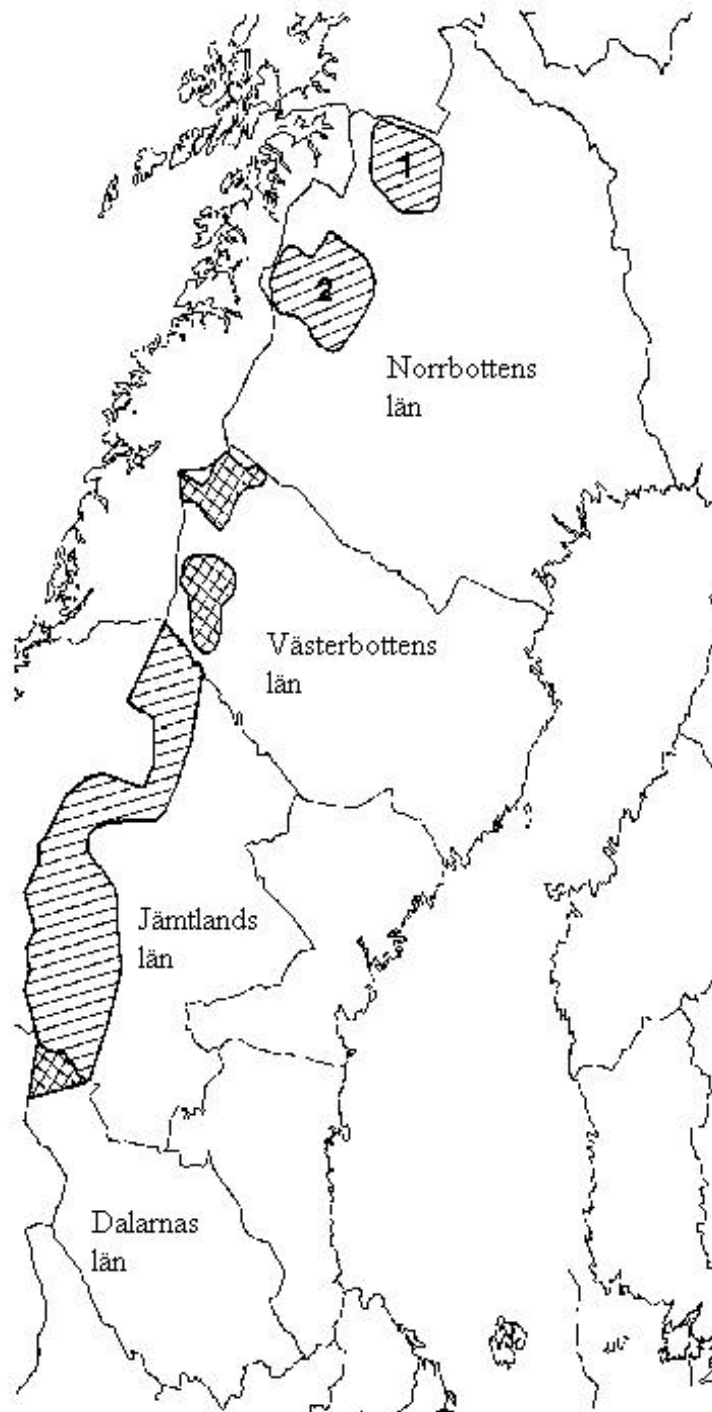 1
2
Norrbottens
län
Västerbottens
län
Jämtlands
län
Dalarnas
län